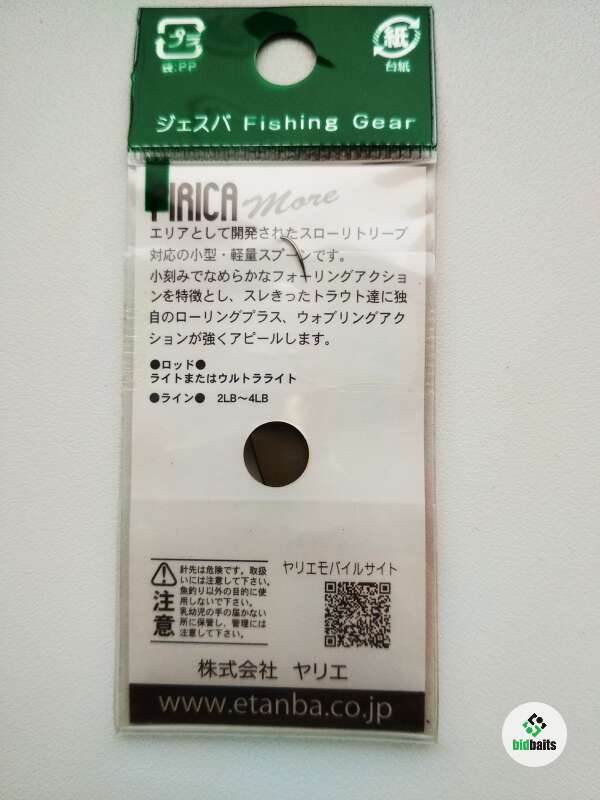 プラ
袋:PP
紙
台紙
ジェスパ Fishing Gear
PIRICA More
エリアとして開発されたスローリトリーブ
対応の小型・軽量スプーンです。
小刻みでなめらかなフォーリングアクショ
ンを特徴とし、スレきったトラウト達に独
自のローリングプラス、ウォブリングアク
ションが強くアピールします。
●ロッド●
ライトまたはウルトラライト
●ライン● 2LB〜4LB
注意
針先は危険です。取扱
いには注意して下さい。
魚釣り以外の目的に使
用しないで下さい。
乳幼児の手の届かない
所に保管し、管理には
注意して下さい。
ヤリエモバイルサイト
株式会社 ヤリエ
www.etanba.co.jp
bidbaits